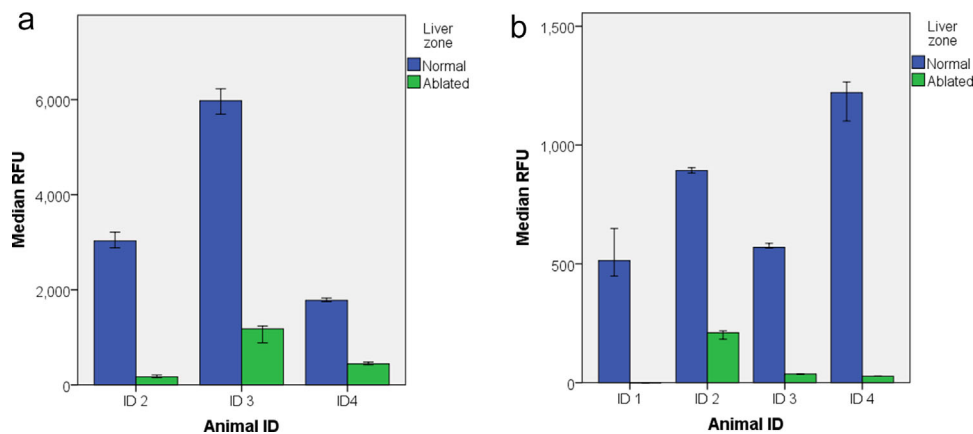 a
Liver
zone
Normal
Ablated
6,000
4,000
2,000
0
Median RFU
ID 2
ID 3
ID4
Animal ID
b
Liver
zone
Normal
Ablated
1,500
1,000
500
0
Median RFU
ID 1
ID 2
ID 3
ID 4
Animal ID